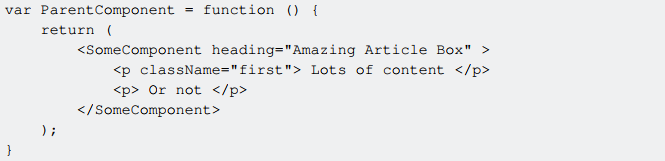 var ParentComponent = function () {
    return (
        <SomeComponent heading="Amazing Article Box" >
            <p className="first"> Lots of content </p>
            <p> Or not </p>
        </SomeComponent>
    );
}